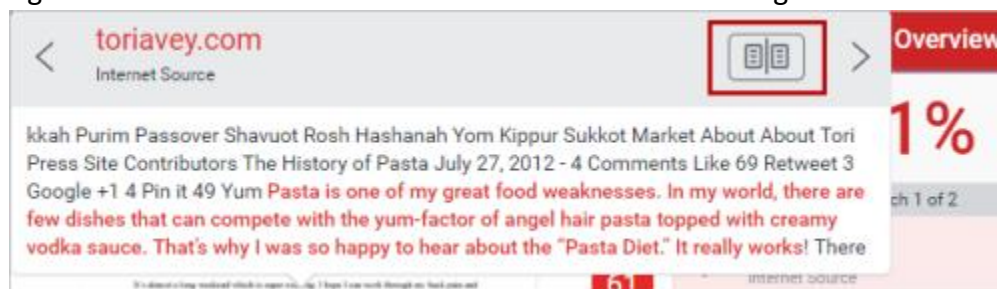 toriavey.com
Internet Source
Overview
kkah Purim Passover Shavuot Rosh Hashanah Yom Kippur Sukkot Market About About Tori
Press Site Contributors The History of Pasta July 27, 2012 - 4 Comments Like 69 Retweet 3
Google +1 4 Pin it 49 Yum Pasta is one of my great food weaknesses. In my world, there are
few dishes that can compete with the yum-factor of angel hair pasta topped with creamy
vodka sauce. That's why I was so happy to hear about the “Pasta Diet.” It really works! There
1%
ch 1 of 2
61
Internet Source